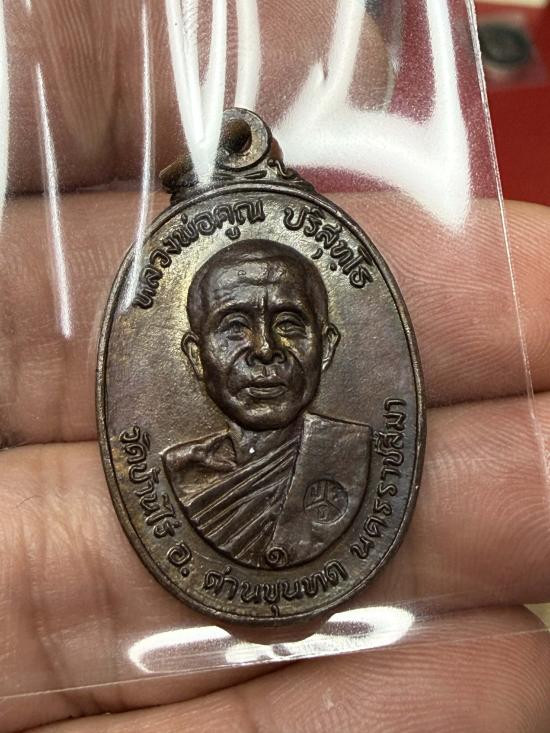 หลวงพ่อคูณ ปริสุทฺโธ
๑
วัดบ้านไร่ อ. ด่านขุนทด นครราชสีมา